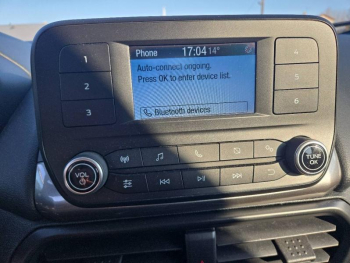 Phone 17:04 14°
Auto-connect ongoing.
Press OK to enter device list.
Bluetooth devices
1
2
3
4
5
6
VOL
TUNE
OK